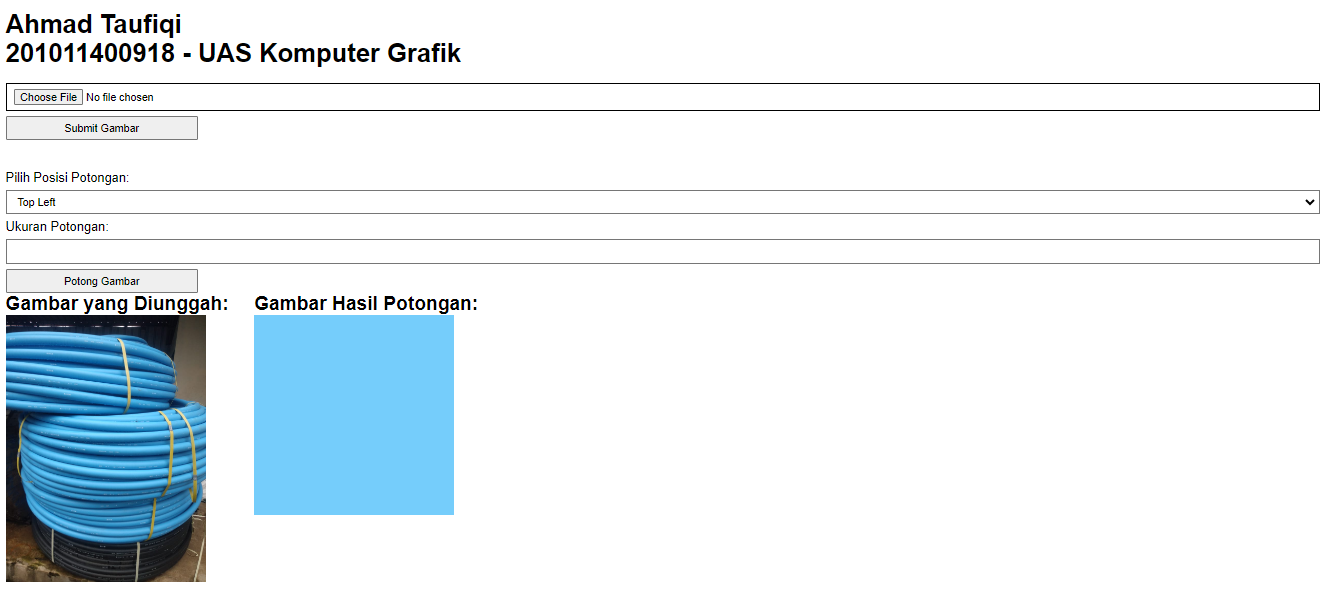 Ahmad Taufiqi
201011400918 - UAS Komputer Grafik
Choose File No file chosen
Submit Gambar
Pilih Posisi Potongan:
Top Left
Ukuran Potongan:
Potong Gambar
Gambar yang Diunggah:
Gambar Hasil Potongan: